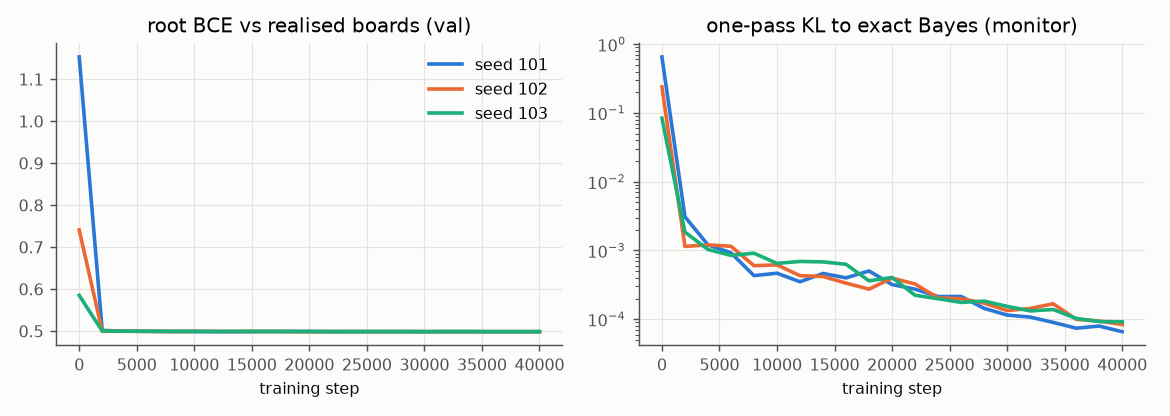 root BCE vs realised boards (val)
1.1
1.0
0.9
0.8
0.7
0.6
0.5
seed 101
seed 102
seed 103
0 5000 10000 15000 20000 25000 30000 35000 40000
training step
one-pass KL to exact Bayes (monitor)
10⁰
10⁻¹
10⁻²
10⁻³
10⁻⁴
0 5000 10000 15000 20000 25000 30000 35000 40000
training step